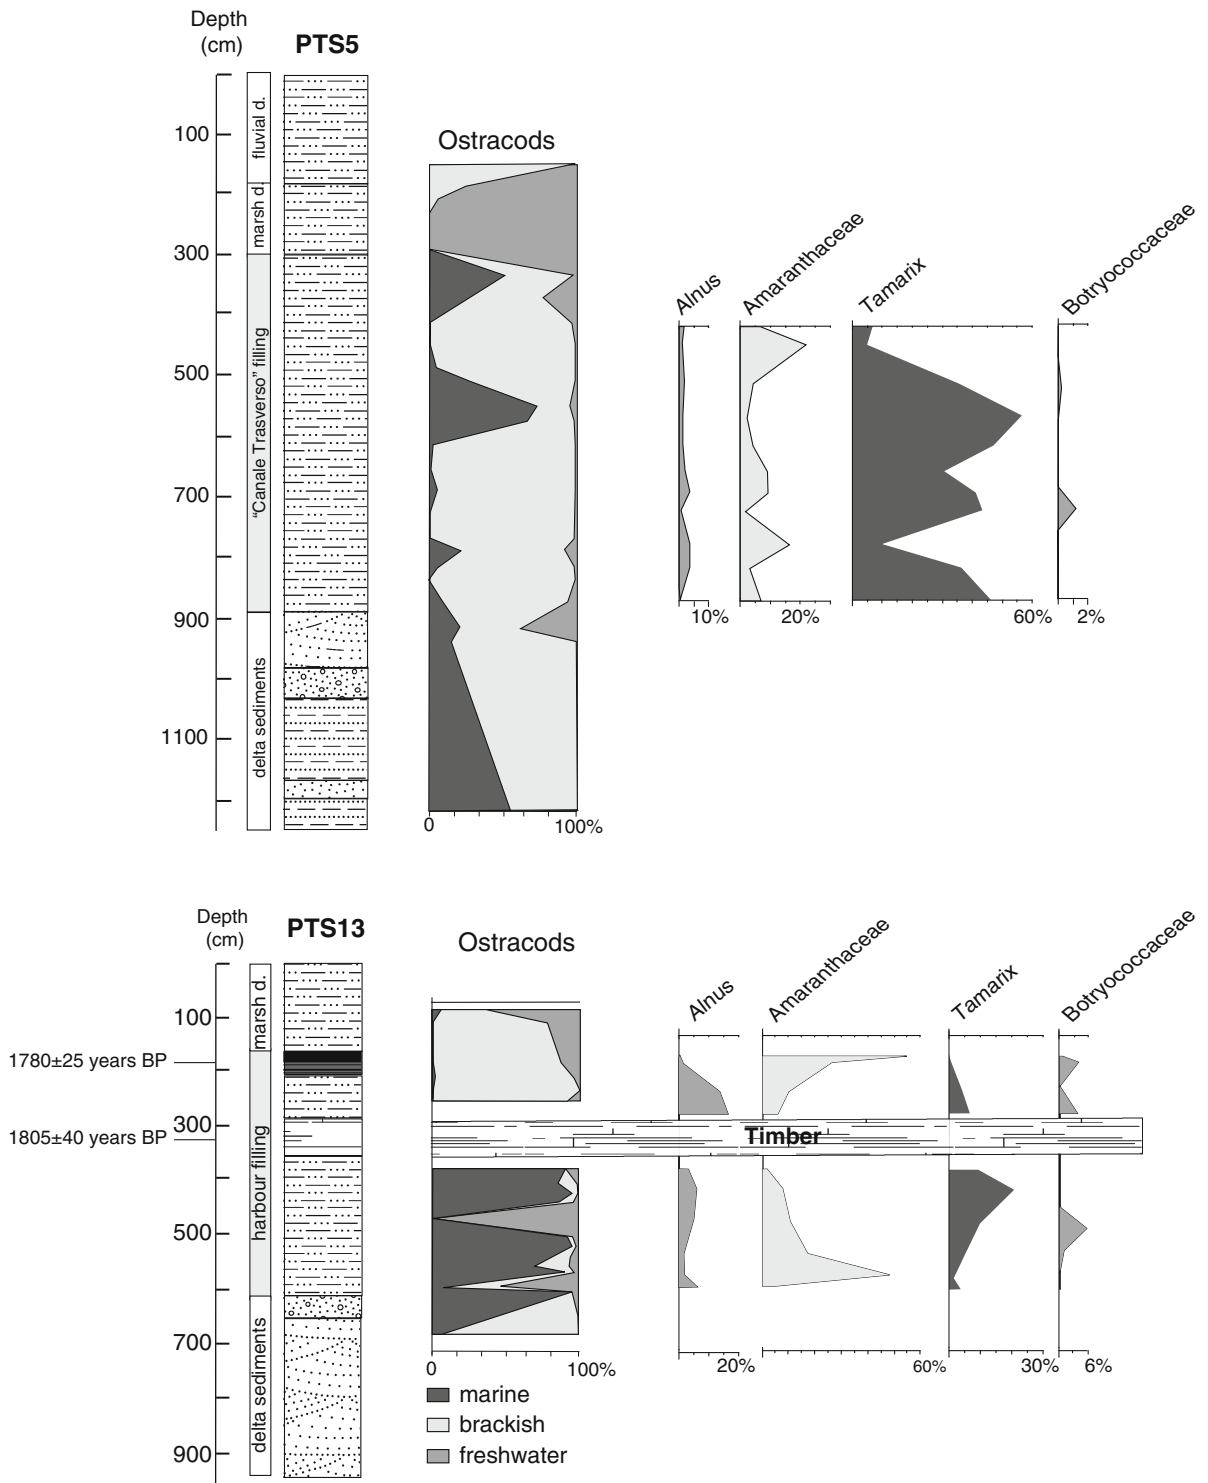 Depth
(cm)
PTS5
100
300
500
700
900
1100
fluvial d.
marsh d.
"Canale Trasverso" filling
delta sediments
Ostracods
0
100%
Alnus
Amaranthaceae
Tamarix
Botryococcaceae
10%
20%
60%
2%
Depth
(cm)
PTS13
100
300
500
700
900
1780±25 years BP
1805±40 years BP
marsh d.
harbour filling
delta sediments
Ostracods
Alnus
Amaranthaceae
Tamarix
Botryococcaceae
Timber
0
100%
20%
60%
30%
6%
marine
brackish
freshwater